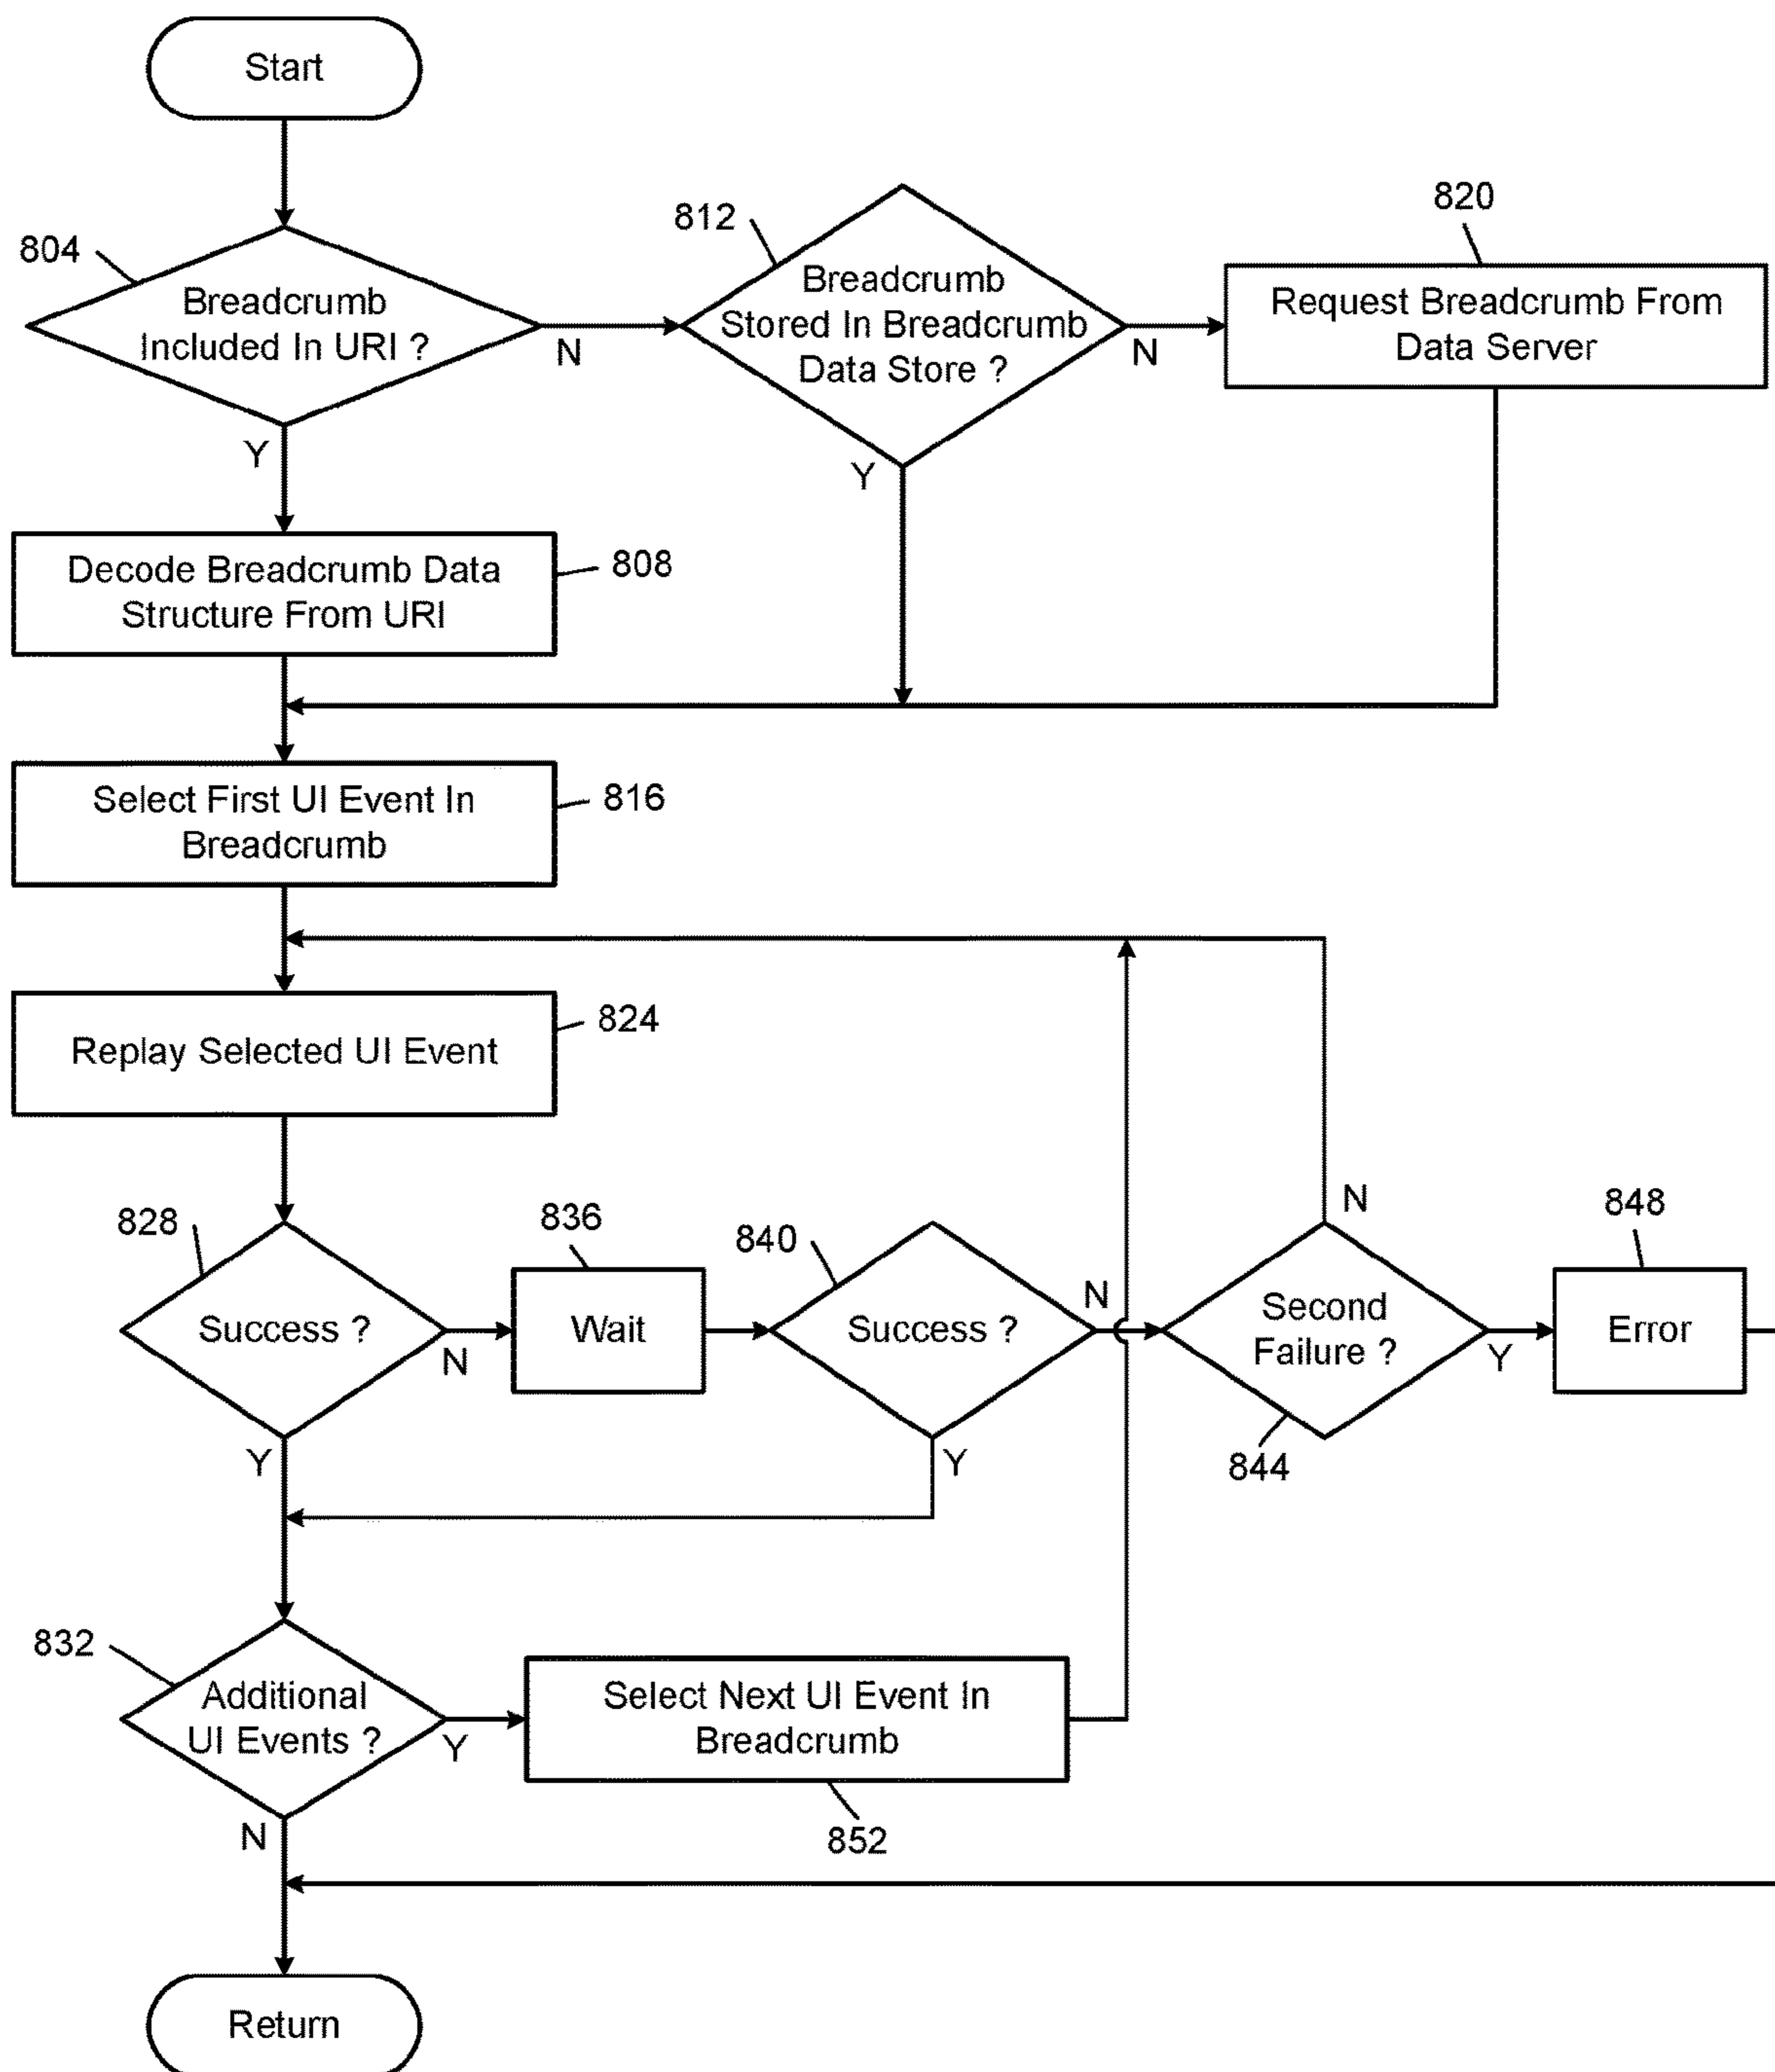 Start
804
Breadcrumb
Included In URI ?
N
Y
812
Breadcrumb
Stored In Breadcrumb
Data Store ?
N
Y
820
Request Breadcrumb From
Data Server
Decode Breadcrumb Data
Structure From URI
808
Select First UI Event In
Breadcrumb
816
Replay Selected UI Event
824
828
Success ?
N
Y
836
Wait
840
Success ?
N
Y
Second
Failure ?
N
Y
844
848
Error
832
Additional
UI Events ?
Y
N
Select Next UI Event In
Breadcrumb
852
Return